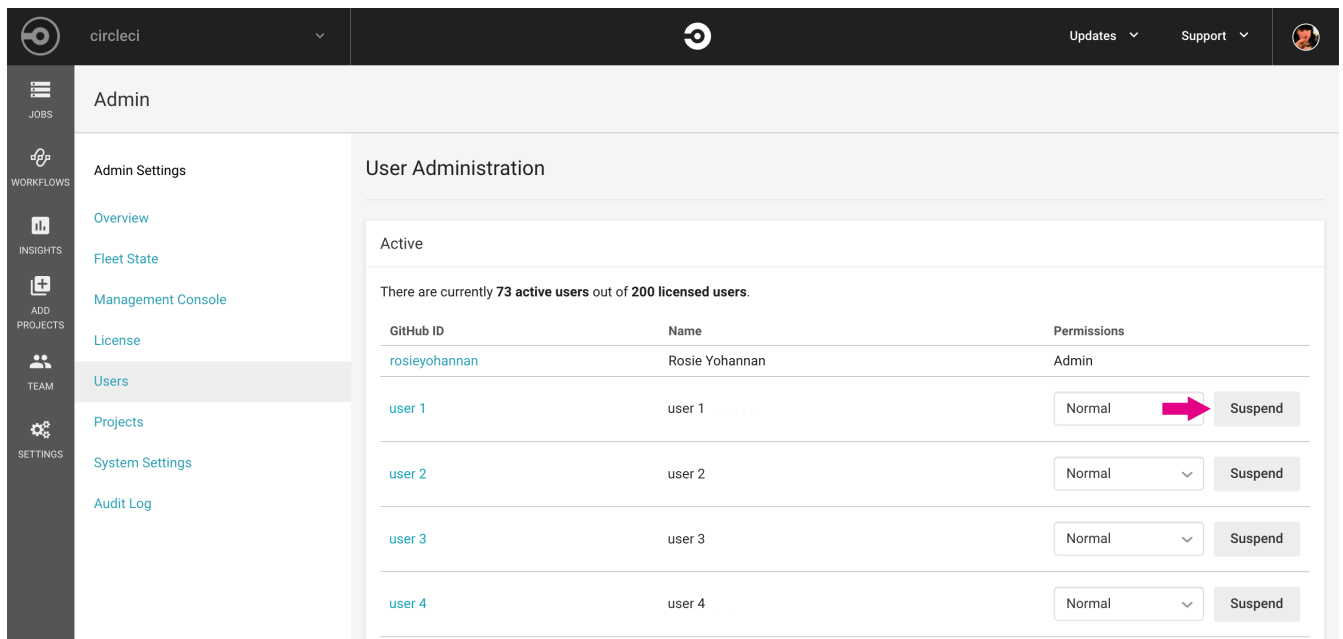 circleci
Updates
Support
JOBS
WORKFLOWS
INSIGHTS
ADD
PROJECTS
TEAM
SETTINGS
Admin
Admin Settings
Overview
Fleet State
Management Console
License
Users
Projects
System Settings
Audit Log
User Administration
Active
There are currently 73 active users out of 200 licensed users.
GitHub ID Name Permissions
rosieyohannan Rosie Yohannan Admin
user 1 user 1 Normal Suspend
user 2 user 2 Normal Suspend
user 3 user 3 Normal Suspend
user 4 user 4 Normal Suspend